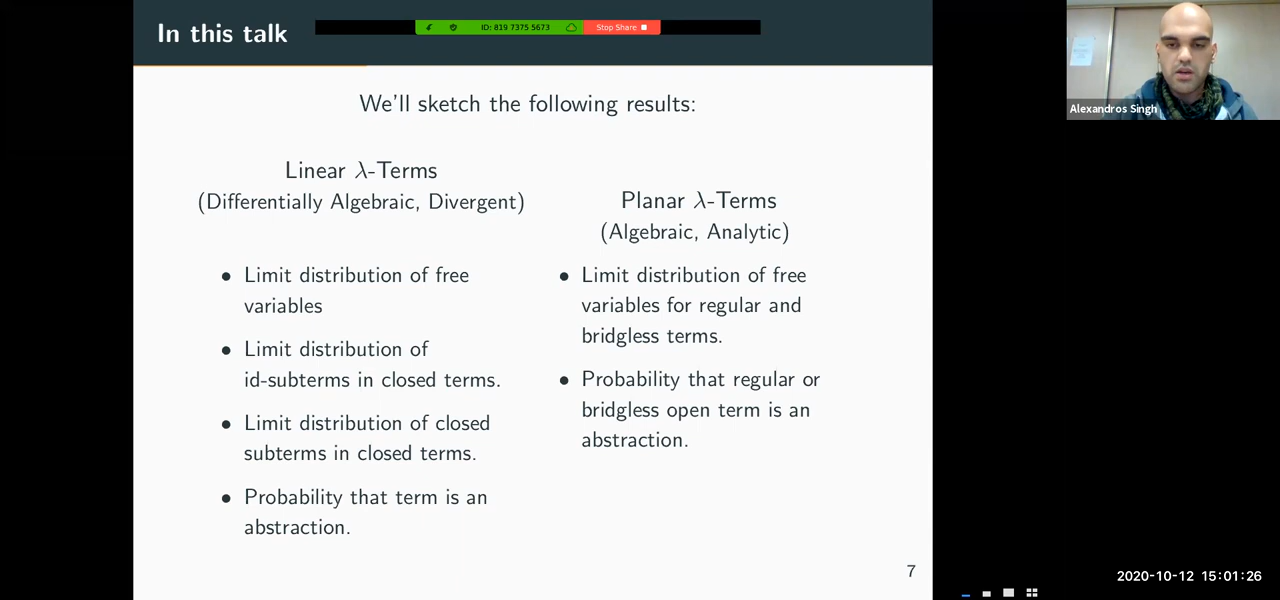 In this talk
ID: 819 7375 5673
Stop Share
We'll sketch the following results:
Linear λ-Terms
(Differentially Algebraic, Divergent)
• Limit distribution of free
variables
• Limit distribution of
id-subterms in closed terms.
• Limit distribution of closed
subterms in closed terms.
• Probability that term is an
abstraction.
Planar λ-Terms
(Algebraic, Analytic)
• Limit distribution of free
variables for regular and
bridgless terms.
• Probability that regular or
bridgless open term is an
abstraction.
7
Alexandros Singh
2020-10-12 15:01:26